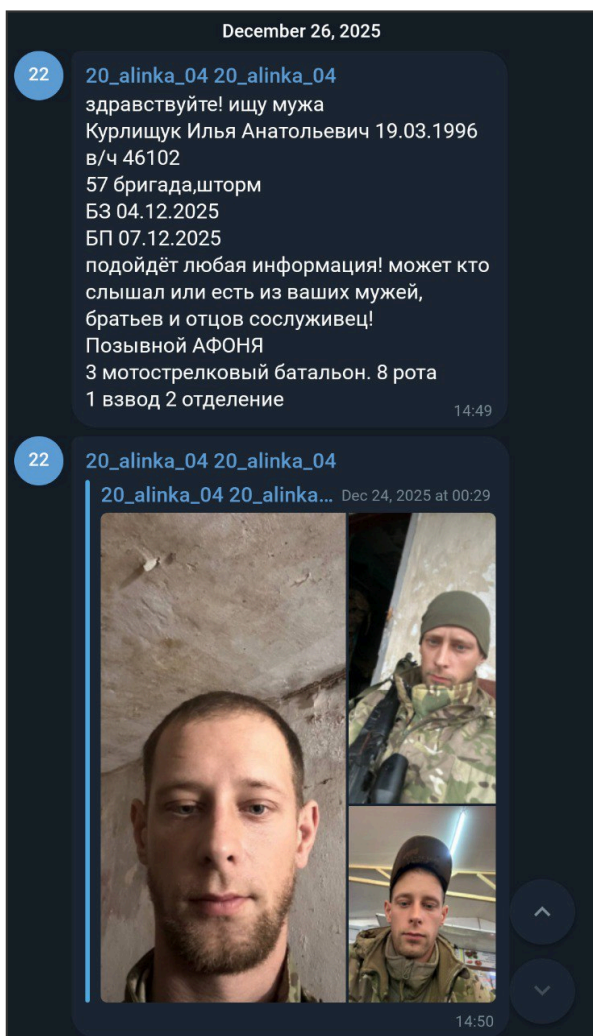 December 26, 2025
22
20_alinka_04 20_alinka_04
здравствуйте! ищу мужа
Курлищук Илья Анатольевич 19.03.1996
в/ч 46102
57 бригада,шторм
БЗ 04.12.2025
БП 07.12.2025
подойдёт любая информация! может кто
слышал или есть из ваших мужей,
братьев и отцов сослуживец!
Позывной АФОНЯ
3 мотострелковый батальон. 8 рота
1 взвод 2 отделение
14:49
22
20_alinka_04 20_alinka_04
20_alinka_04 20_alinka... Dec 24, 2025 at 00:29
14:50